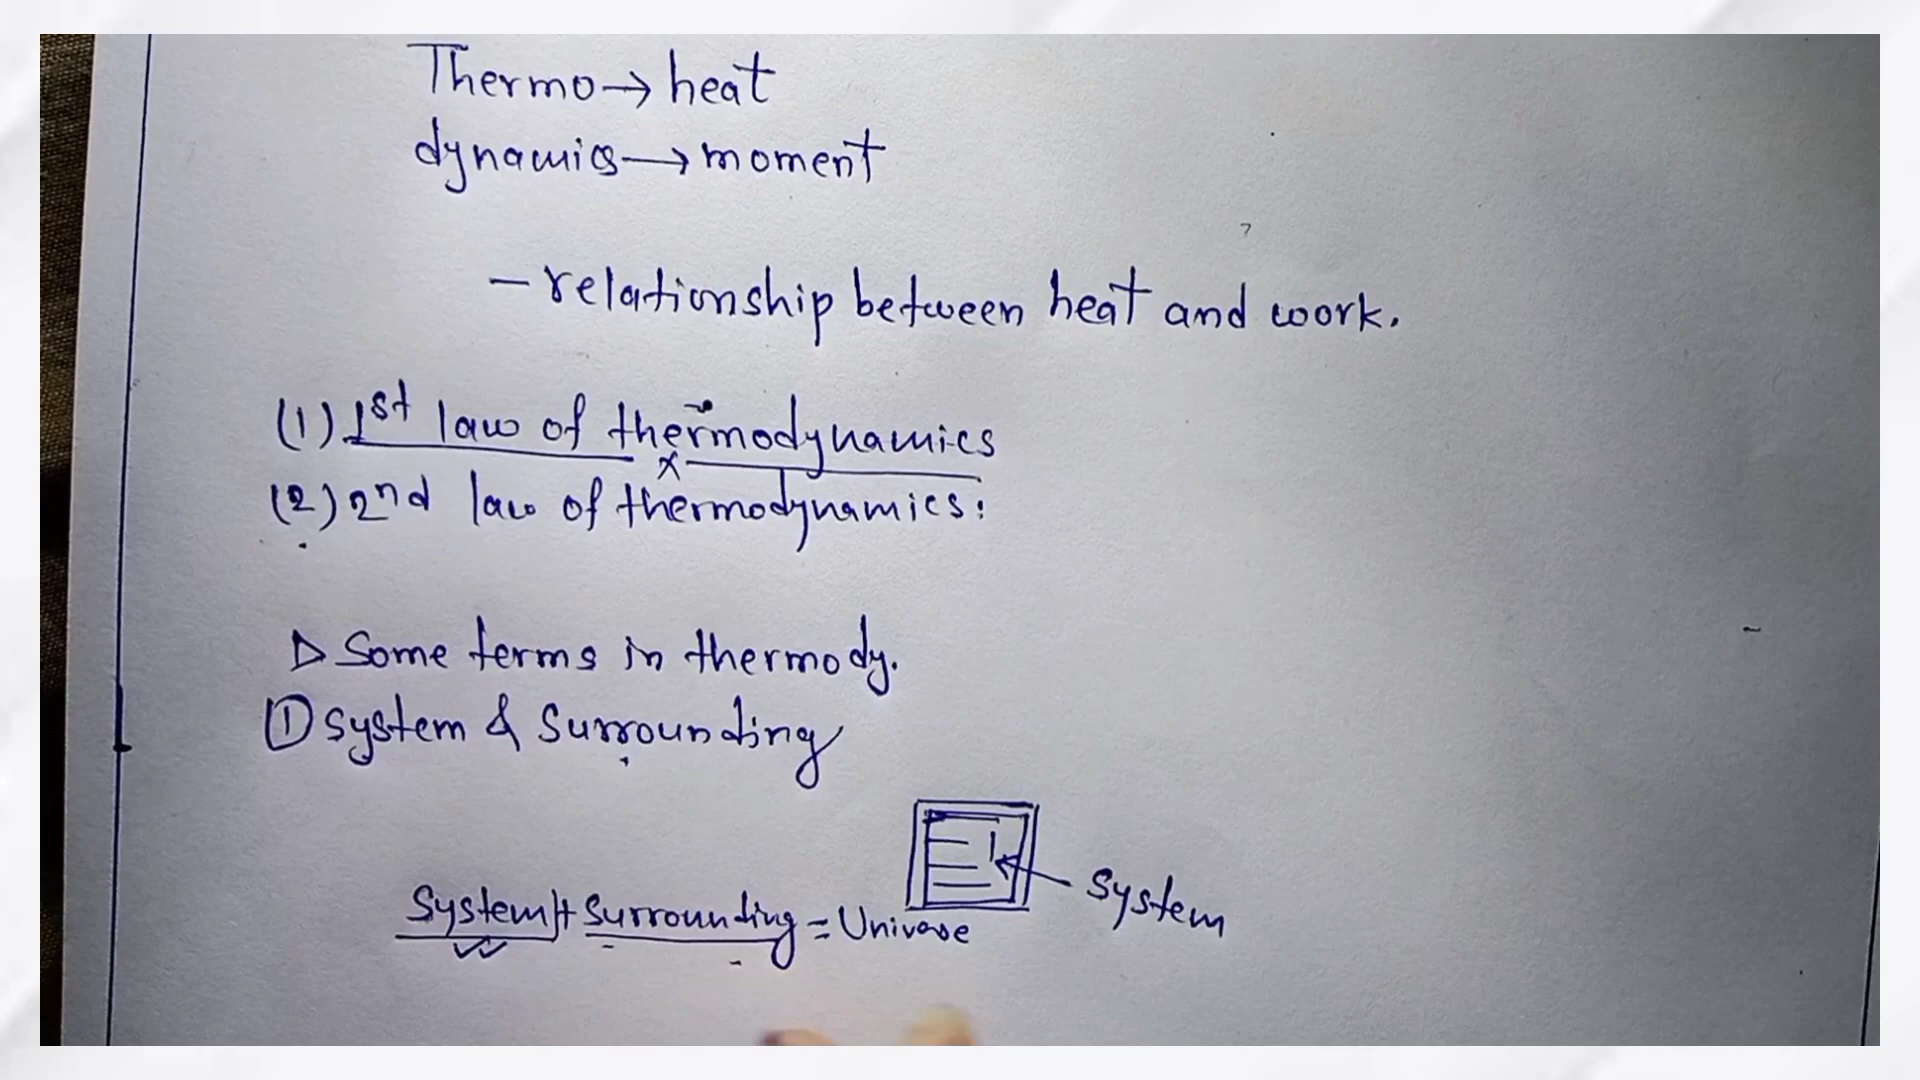 Thermo → heat
dynamics → moment
- relationship between heat and work.
(1) 1st law of thermodynamics
(2) 2nd law of thermodynamics:
▷ Some terms in thermody.
① System & Surrounding
System
System + Surrounding = Universe